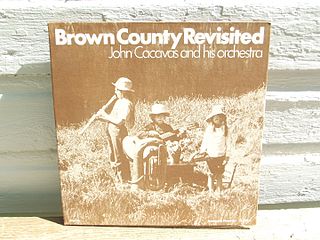 Brown County Revisited
John Cacavas and his orchestra